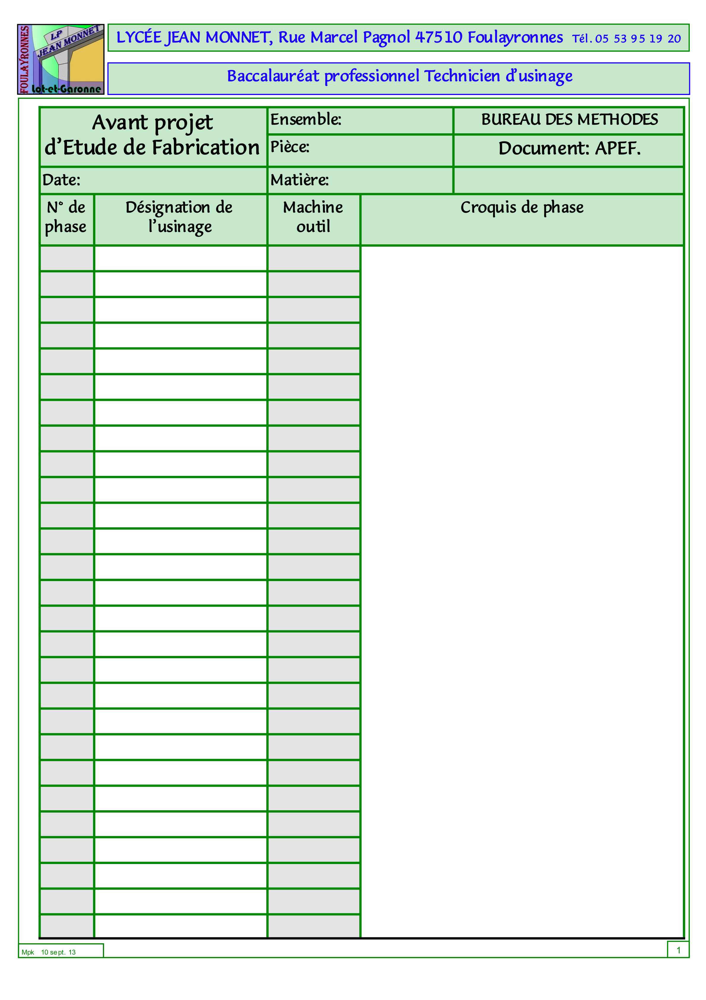 FOULAYRONNES
LP
JEAN MONNET
Lot-et-Garonne
LYCÉE JEAN MONNET, Rue Marcel Pagnol 47510 Foulayronnes Tél. 05 53 95 19 20
Baccalauréat professionnel Technicien d’usinage
Avant projet
d’Etude de Fabrication
Ensemble:
BUREAU DES METHODES
Pièce:
Document: APEF.
Date:
Matière:
N° de
phase
Désignation de
l’usinage
Machine
outil
Croquis de phase
Mpk 10 sept. 13
1